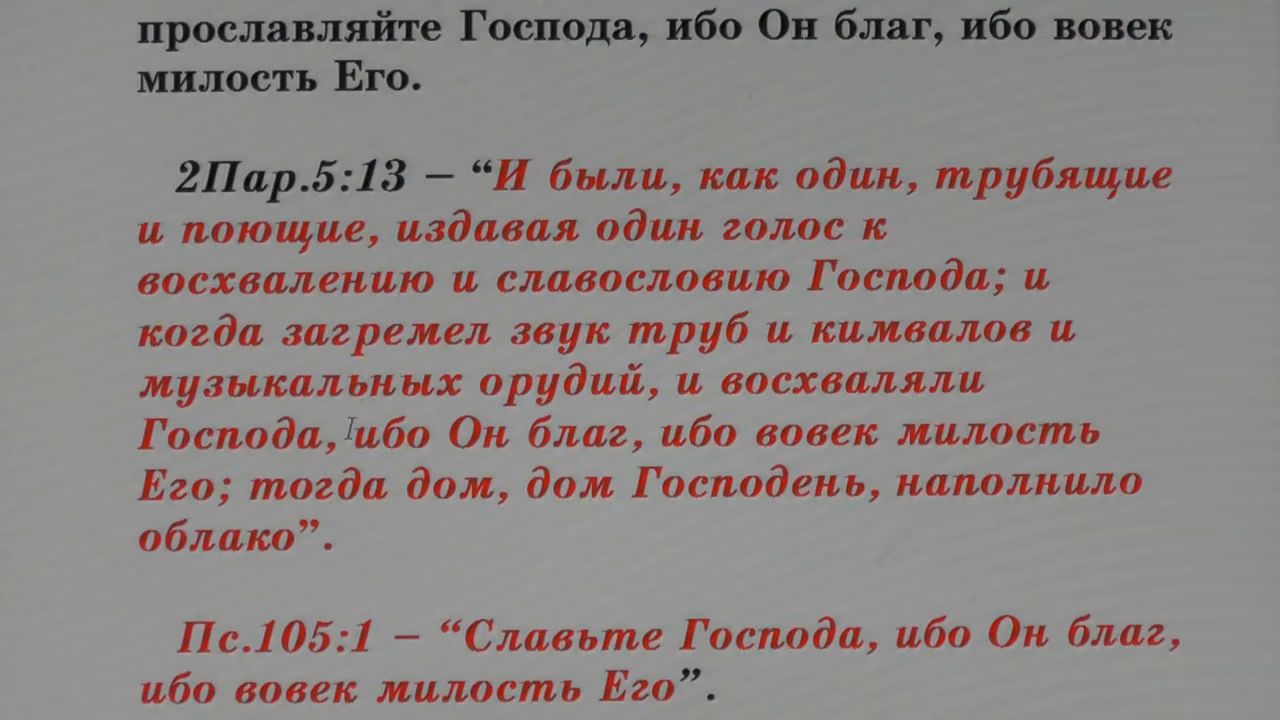 прославляйте Господа, ибо Он благ, ибо вовек
милость Его.
2Пар.5:13 – “И были, как один, трубящие
и поющие, издавая один голос к
восхвалению и славословию Господа; и
когда загремел звук труб и кимвалов и
музыкальных орудий, и восхваляли
Господа, ибо Он благ, ибо вовек милость
Его; тогда дом, дом Господень, наполнило
облако”.
Пс.105:1 – “Славьте Господа, ибо Он благ,
ибо вовек милость Его”.